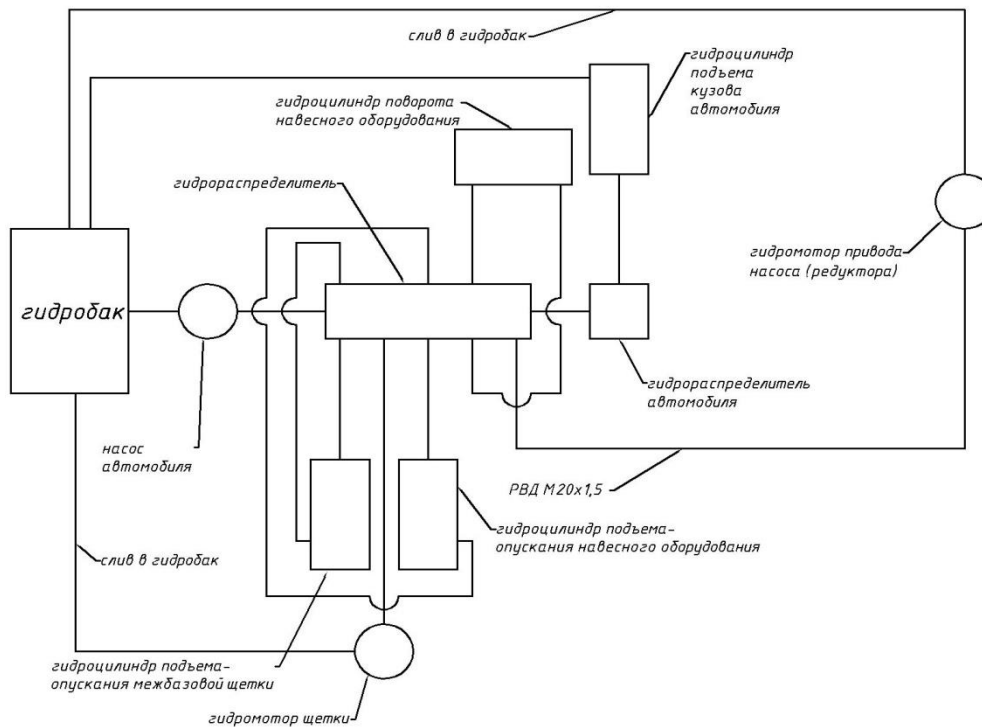 слив в гидробак
гидроцилиндр
подъема
кузова
автомобиля
гидроцилиндр поворота
навесного оборудования
гидрораспределитель
гидромотор привода
насоса (редуктора)
гидробак
гидрораспределитель
автомобиля
насос
автомобиля
РВД М20х1,5
гидроцилиндр подъема-
опускания навесного оборудования
слив в гидробак
гидроцилиндр подъема-
опускания межбазовой щетки
гидромотор щетки